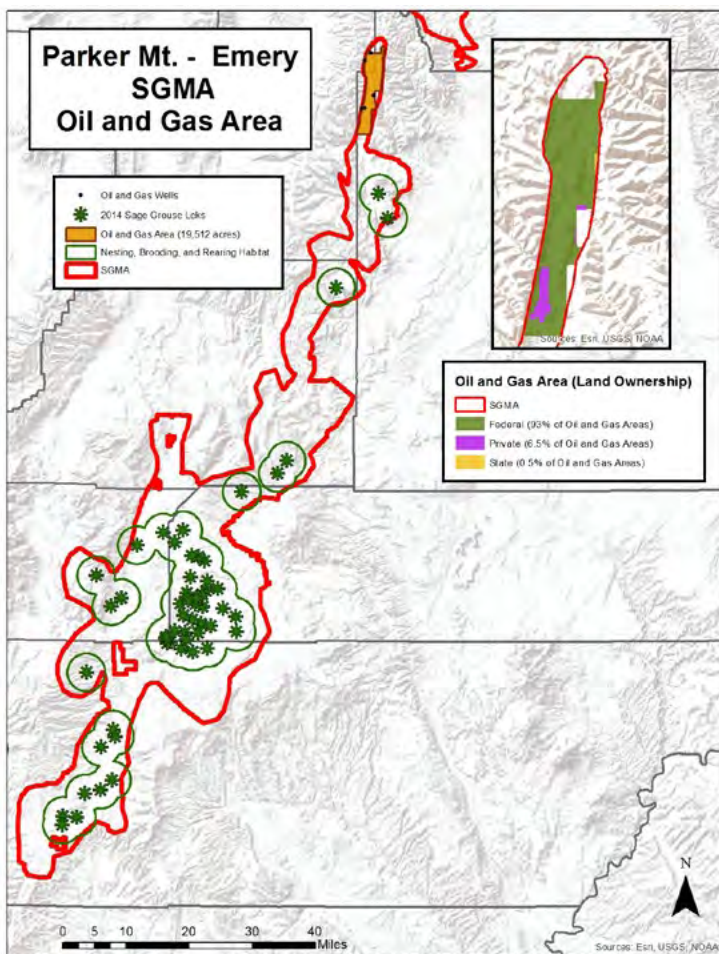 Parker Mt. - Emery
SGMA
Oil and Gas Area
Oil and Gas Wells
2014 Sage Grouse Leks
Oil and Gas Area (19,512 acres)
Nesting, Brooding, and Rearing Habitat
SGMA
Sources: Esri, USGS, NOAA
Oil and Gas Area (Land Ownership)
SGMA
Federal (93% of Oil and Gas Areas)
Private (6.5% of Oil and Gas Areas)
State (0.5% of Oil and Gas Areas)
N
0 5 10 20 30 40
Miles
Sources: Esri, USGS, NOAA